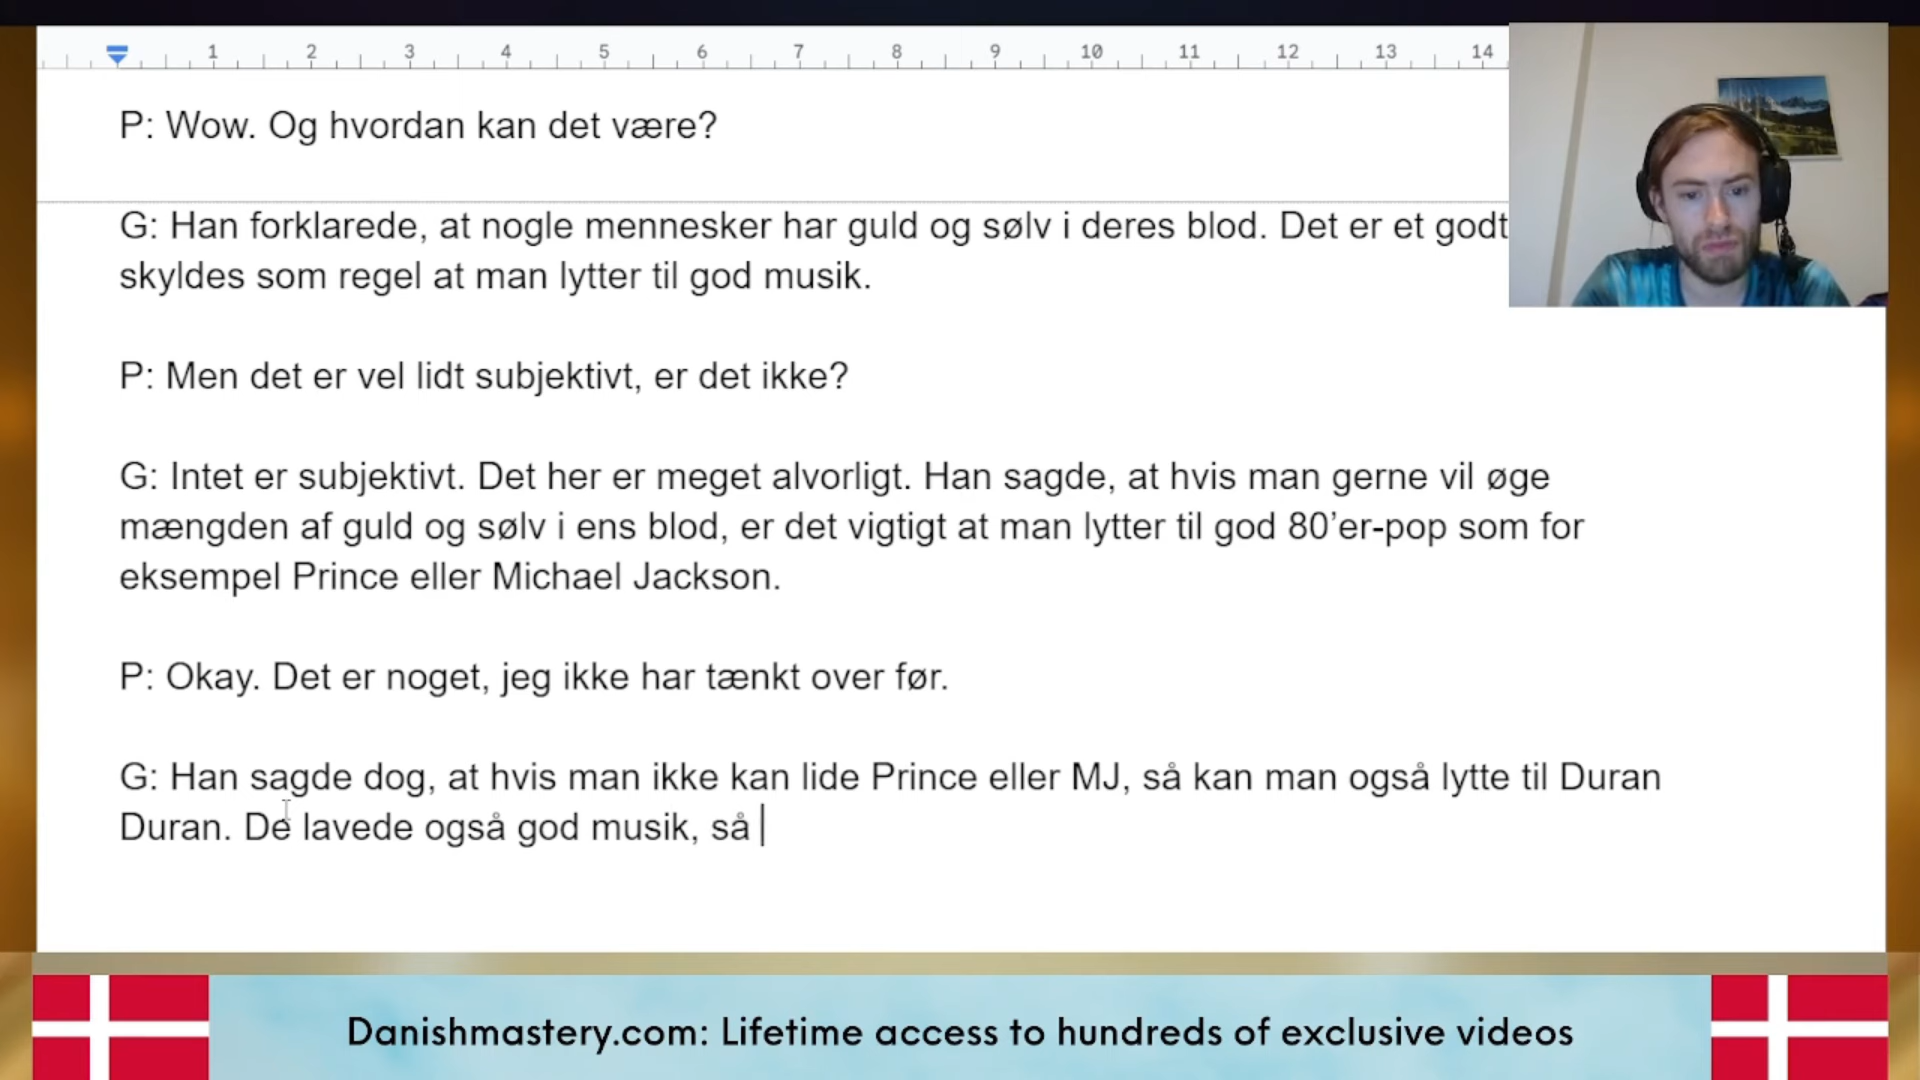 1 2 3 4 5 6 7 8 9 10 11 12 13 14
P: Wow. Og hvordan kan det være?
G: Han forklarede, at nogle mennesker har guld og sølv i deres blod. Det er et godt
skyldes som regel at man lytter til god musik.
P: Men det er vel lidt subjektivt, er det ikke?
G: Intet er subjektivt. Det her er meget alvorligt. Han sagde, at hvis man gerne vil øge
mængden af guld og sølv i ens blod, er det vigtigt at man lytter til god 80’er-pop som for
eksempel Prince eller Michael Jackson.
P: Okay. Det er noget, jeg ikke har tænkt over før.
G: Han sagde dog, at hvis man ikke kan lide Prince eller MJ, så kan man også lytte til Duran
Duran. De lavede også god musik, så
Danishmastery.com: Lifetime access to hundreds of exclusive videos